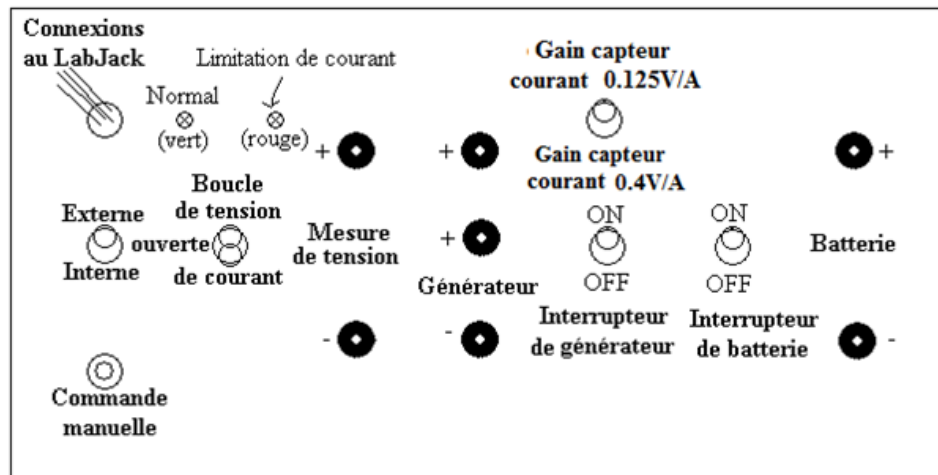 Connexions
au LabJack
Limitation de courant
Normal
(vert)
(rouge)
Gain capteur
courant 0.125V/A
+
+
+
Gain capteur
courant 0.4V/A
Boucle
de tension
Externe
ouverte
Interne
de courant
Mesure
de tension
+
Générateur
ON
OFF
ON
OFF
Batterie
-
-
Interrupteur
de générateur
Interrupteur
de batterie
-
Commande
manuelle